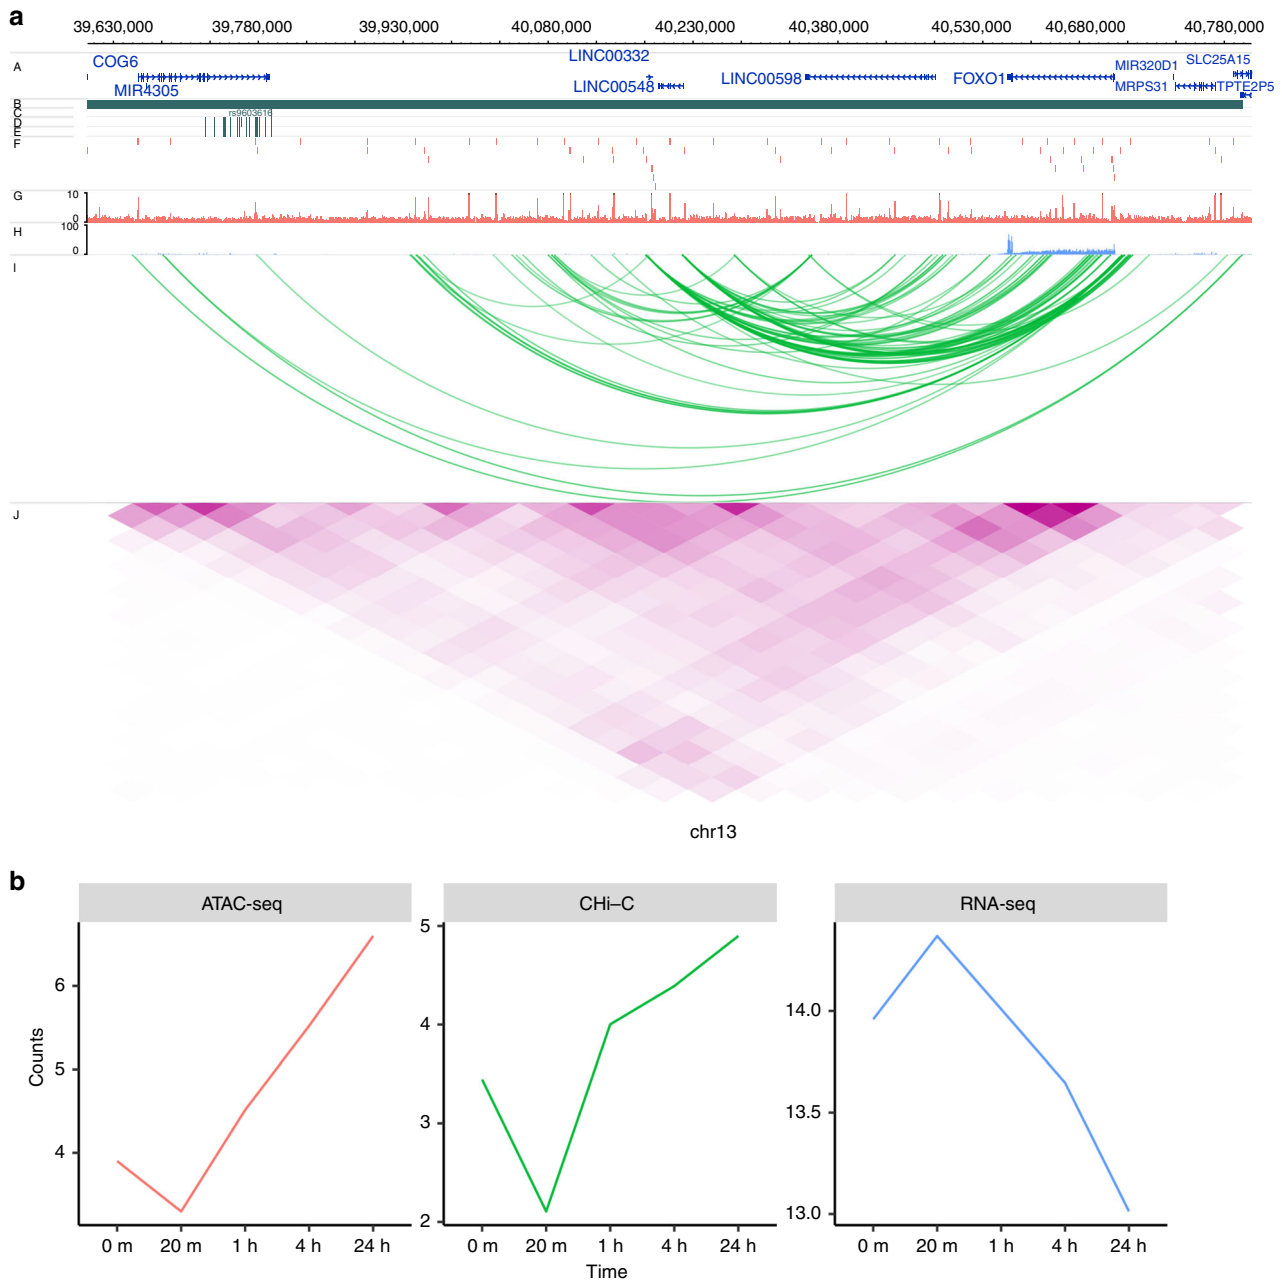 a
39,630,000 39,780,000 39,930,000 40,080,000 40,230,000 40,380,000 40,530,000 40,680,000 40,780,000
A
COG6 LINC00332 MIR320D1 SLC25A15
MIR4305 LINC00548 LINC00598 FOXO1 MRPS31 TPTE2P5
B
C
rs9603616
D
E
F
G
10
0
H
100
0
I
J
chr13
b
ATAC-seq CHi–C RNA-seq
Counts
6
5
4
5
4
3
2
14.0
13.5
13.0
0 m 20 m 1 h 4 h 24 h 0 m 20 m 1 h 4 h 24 h 0 m 20 m 1 h 4 h 24 h
Time